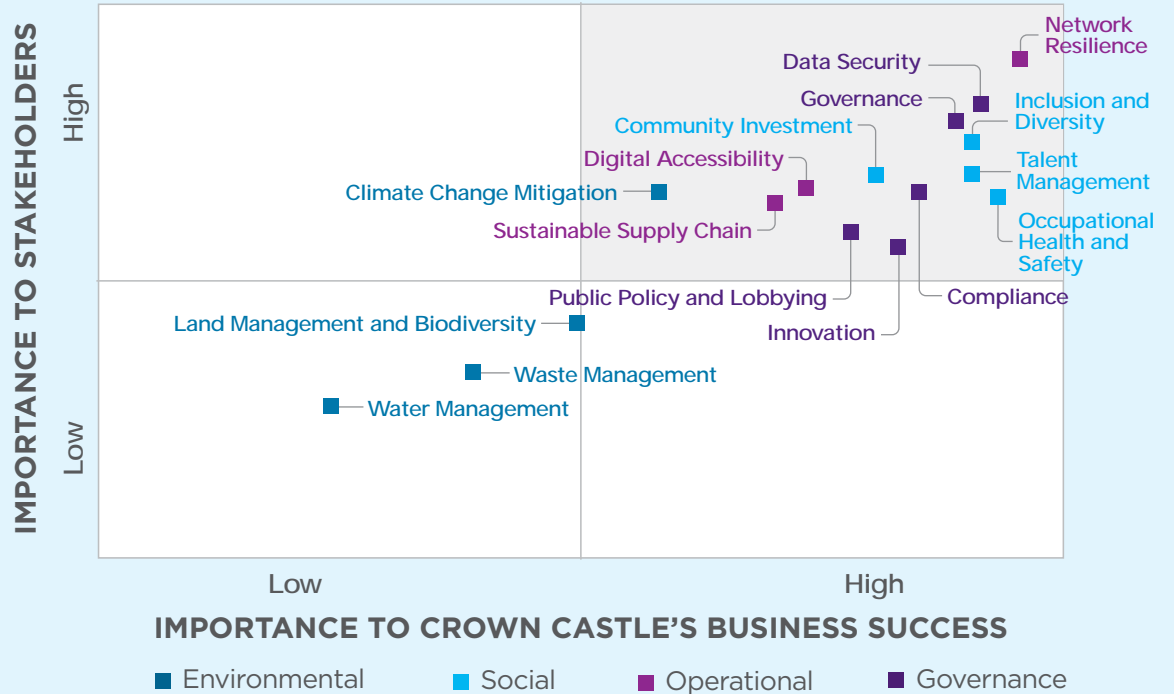 IMPORTANCE TO STAKEHOLDERS
High
Low
Network
Resilience
Data Security
Governance
Inclusion and
Diversity
Community Investment
Digital Accessibility
Talent
Management
Climate Change Mitigation
Sustainable Supply Chain
Occupational
Health and
Safety
Public Policy and Lobbying
Compliance
Innovation
Land Management and Biodiversity
Waste Management
Water Management
Low
High
IMPORTANCE TO CROWN CASTLE’S BUSINESS SUCCESS
Environmental
Social
Operational
Governance